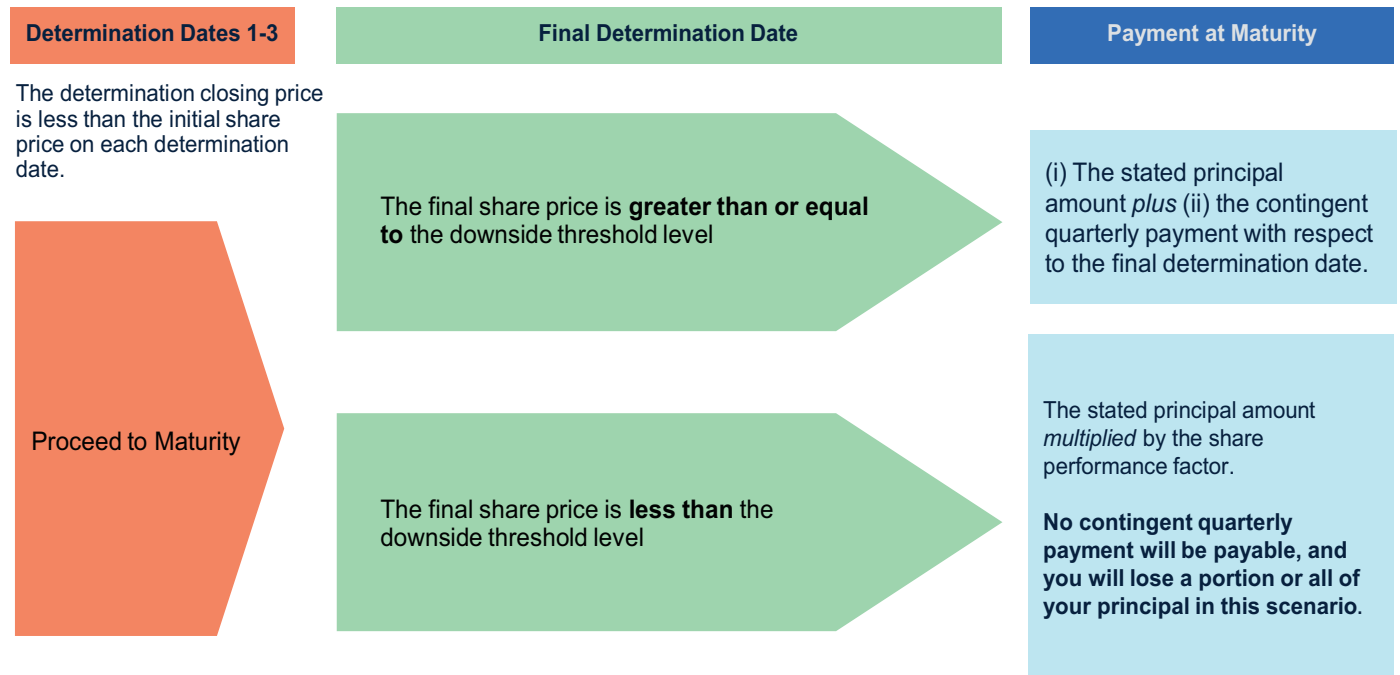 Determination Dates 1-3
Final Determination Date
Payment at Maturity
The determination closing price
is less than the initial share
price on each determination
date.
Proceed to Maturity
The final share price is greater than or equal
to the downside threshold level
(i) The stated principal
amount plus (ii) the contingent
quarterly payment with respect
to the final determination date.
The final share price is less than the
downside threshold level
The stated principal amount
multiplied by the share
performance factor.
No contingent quarterly
payment will be payable, and
you will lose a portion or all of
your principal in this scenario.